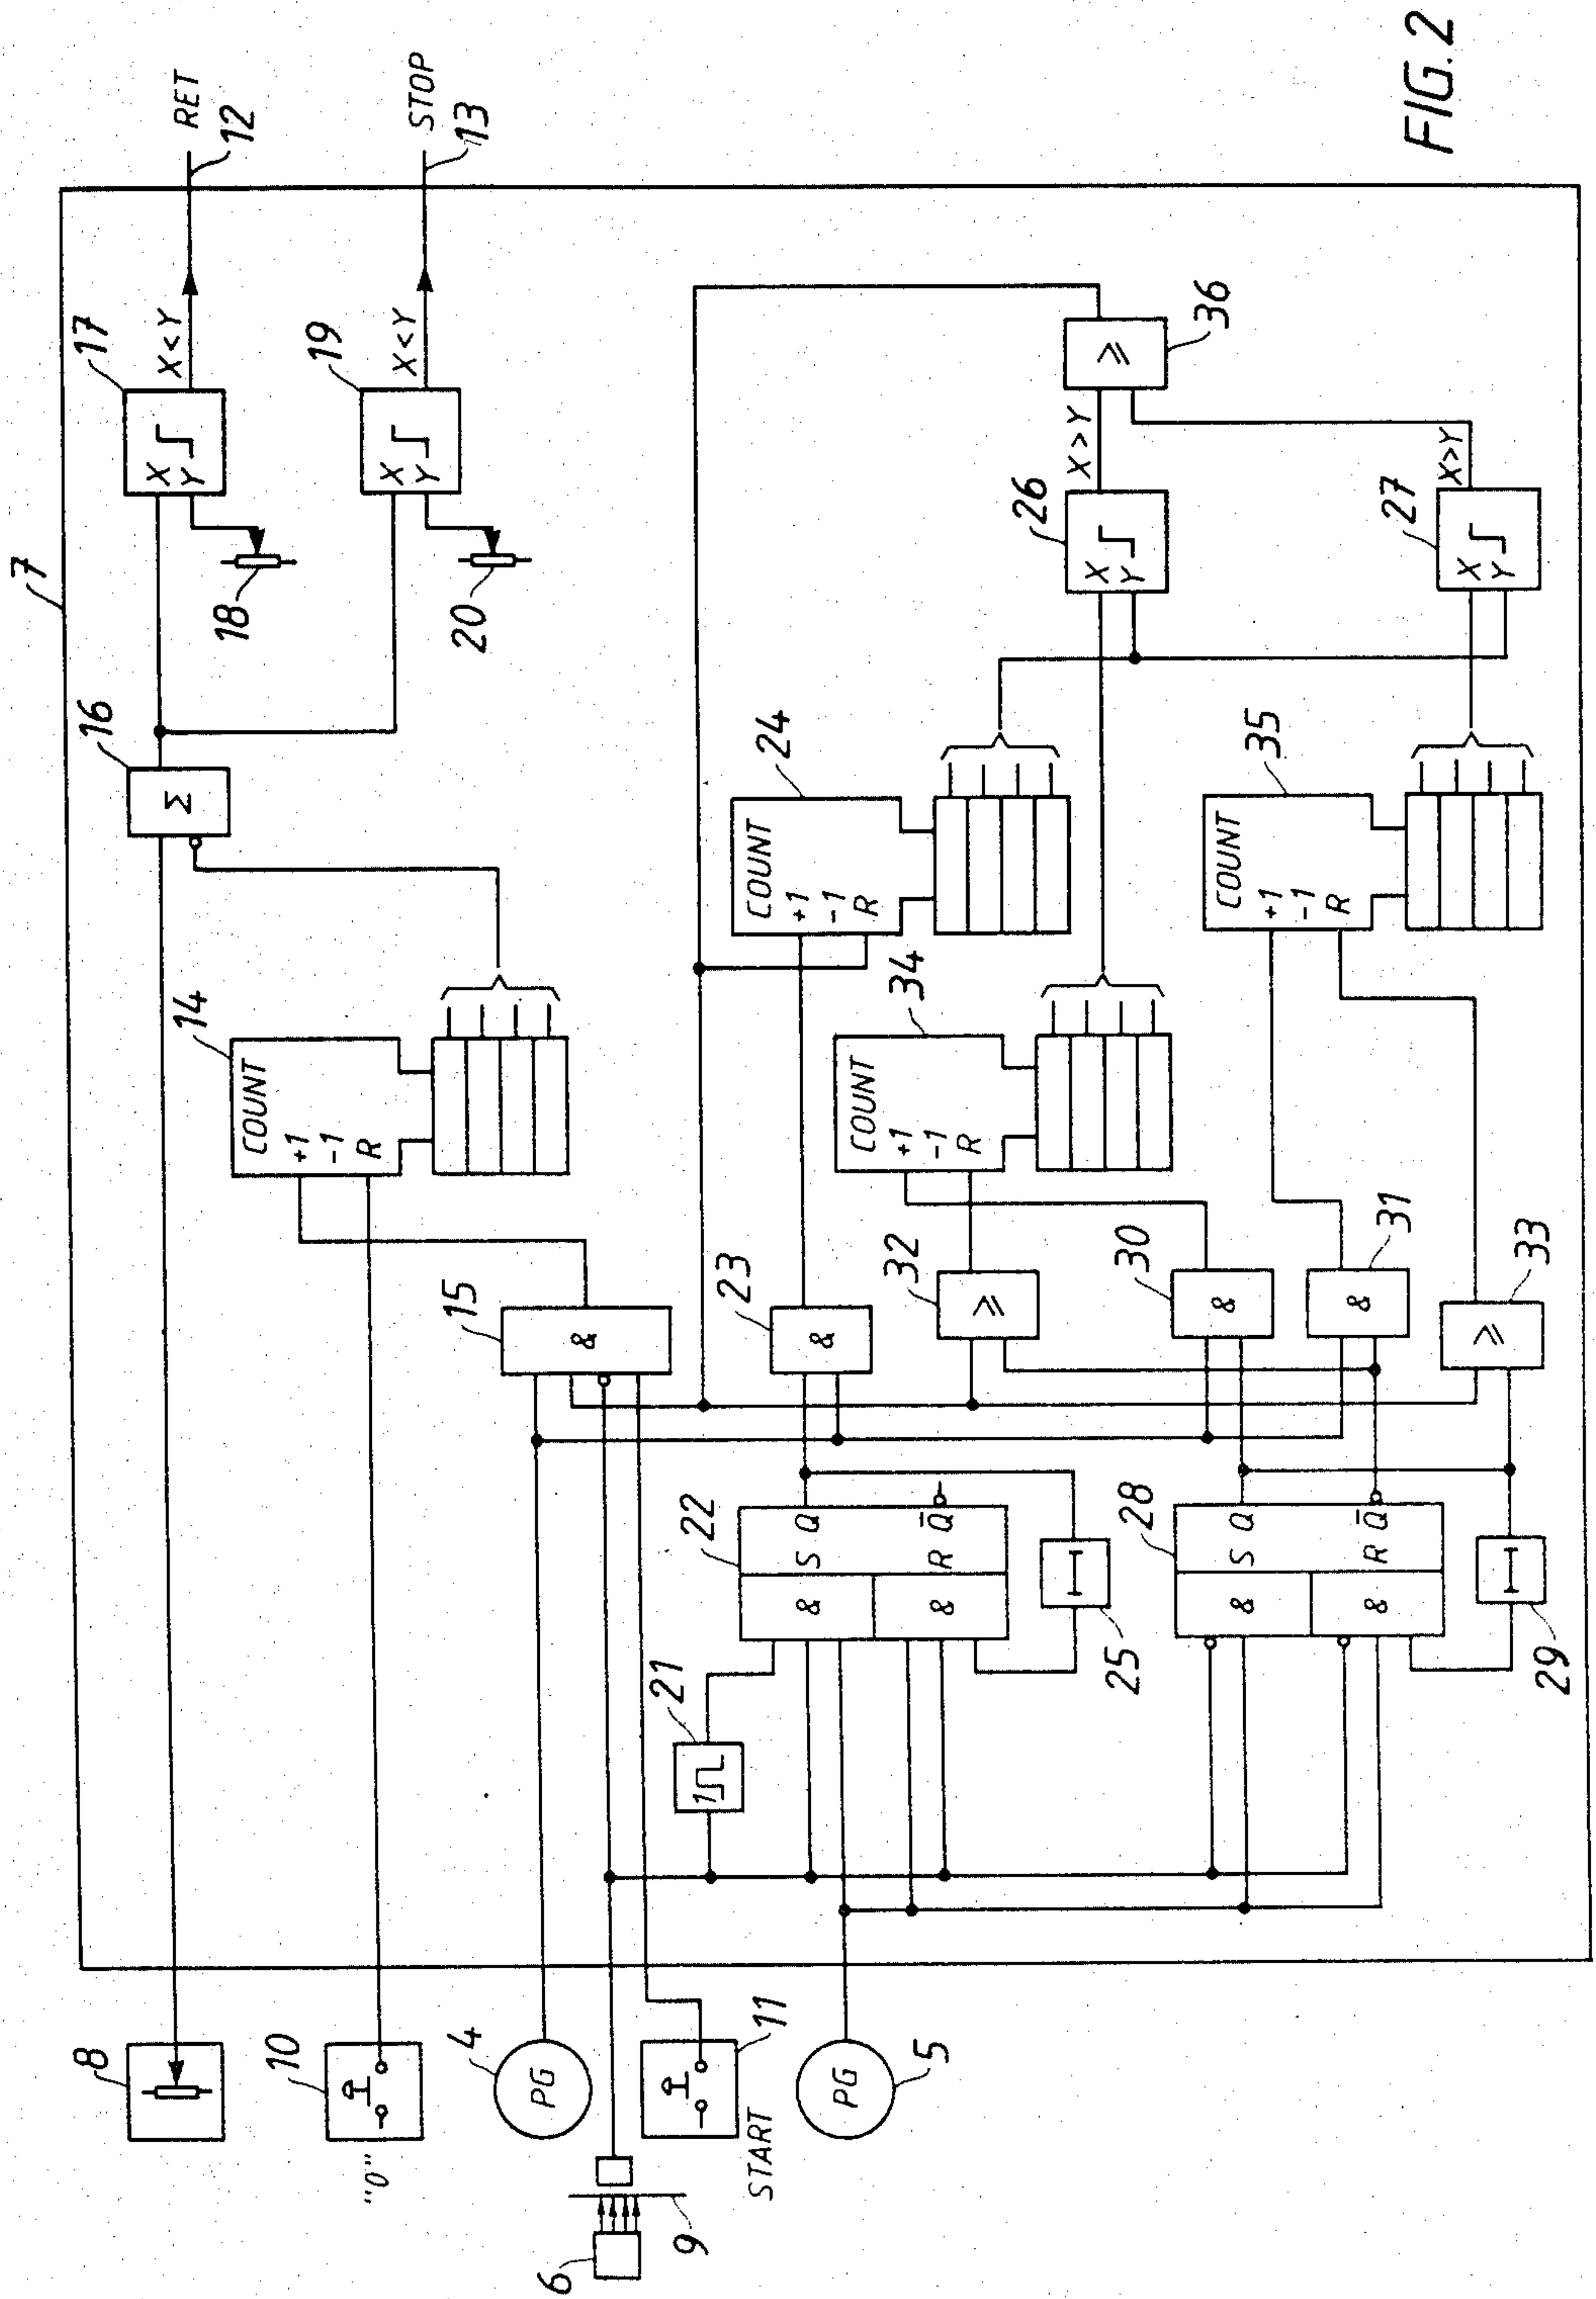 FIG. 2
7
8
"0"
10
4
PG
6
9
START
11
PG
5
14
COUNT
+1
-1
R
16
Σ
17
X
Y
X<Y
RET
12
18
19
X
Y
X<Y
STOP
13
20
15
&
21
1
22
& S Q
& R Q̅
25
23
&
24
COUNT
+1
-1
R
32
≥
34
COUNT
+1
-1
R
26
X
Y
X>Y
36
≥
28
& S Q
& R Q̅
29
30
&
31
&
33
≥
35
COUNT
+1
-1
R
27
X
Y
X>Y